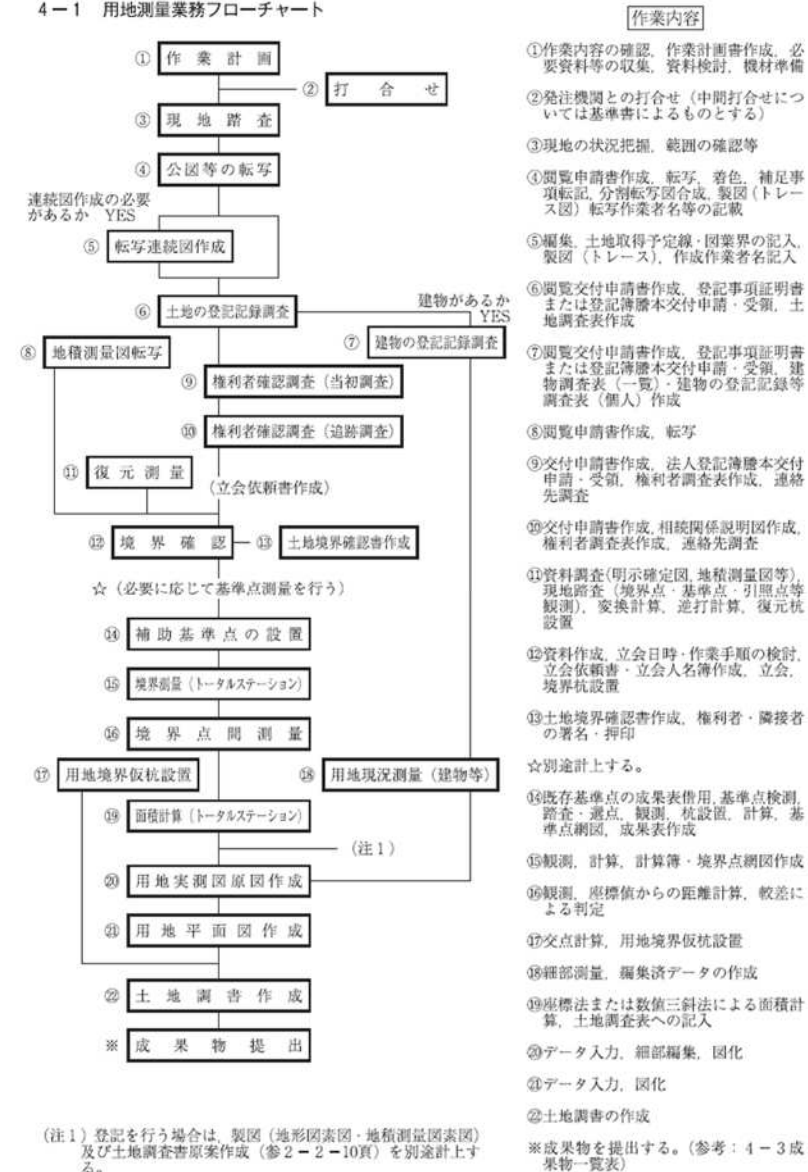 4－1 用地測量業務フローチャート
① 作業計画
② 打合せ
③ 現地踏査
④ 公図等の転写
連続図作成の必要
があるか YES
⑤ 転写連続図作成
⑥ 土地の登記記録調査
建物があるか
YES
⑦ 建物の登記記録調査
⑧ 地積測量図転写
⑨ 権利者確認調査（当初調査）
⑩ 権利者確認調査（追跡調査）
⑪ 復元測量
（立会依頼書作成）
⑫ 境界確認
⑬ 土地境界確認書作成
☆（必要に応じて基準点測量を行う）
⑭ 補助基準点の設置
⑮ 境界測量（トータルステーション）
⑯ 境界点間測量
⑰ 用地境界仮杭設置
⑱ 用地現況測量（建物等）
⑲ 面積計算（トータルステーション）
（注1）
⑳ 用地実測図原図作成
㉑ 用地平面図作成
㉒ 土地調書作成
※ 成果物提出
（注1）登記を行う場合は、製図（地形図素図・地積測量図素図）
及び土地調査書原案作成（参2－2－10頁）を別途計上す
る。
作業内容
①作業内容の確認，作業計画書作成，必
要資料等の収集，資料検討，機材準備
②発注機関との打合せ（中間打合せにつ
いては基準書によるものとする）
③現地の状況把握，範囲の確認等
④閲覧申請書作成，転写，着色，補足事
項転記，分割転写図合成，製図（トレー
ス図）転写作業者名等の記載
⑤編集，土地取得予定線・図葉界の記入，
製図（トレース），作成作業者名記入
⑥閲覧交付申請書作成，登記事項証明書
または登記簿謄本交付申請・受領，土
地調査表作成
⑦閲覧交付申請書作成，登記事項証明書
または登記簿謄本交付申請・受領，建
物調査表（一覧）・建物の登記記録等
調査表（個人）作成
⑧閲覧申請書作成，転写
⑨交付申請書作成，法人登記簿謄本交付
申請・受領，権利者調査表作成，連絡
先調査
⑩交付申請書作成，相続関係説明図作成，
権利者調査表作成，連絡先調査
⑪資料調査（明示確定図，地積測量図等），
現地踏査（境界点・基準点・引照点等
観測），変換計算，逆打計算，復元杭
設置
⑫資料作成，立会日時・作業手順の検討，
立会依頼書・立会人名簿作成，立会，
境界杭設置
⑬土地境界確認書作成，権利者・隣接者
の署名・押印
☆別途計上する。
⑭既存基準点の成果表借用，基準点検測，
踏査・選点，観測，杭設置，計算，基
準点網図，成果表作成
⑮観測，計算，計算簿・境界点網図作成
⑯観測，座標値からの距離計算，較差に
よる判定
⑰交点計算，用地境界仮杭設置
⑱細部測量，編集済データの作成
⑲座標法または数値三斜法による面積計
算，土地調査表への記入
⑳データ入力，細部編集，図化
㉑データ入力，図化
㉒土地調書の作成
※成果物を提出する。（参考：4－3成
果物一覧表）